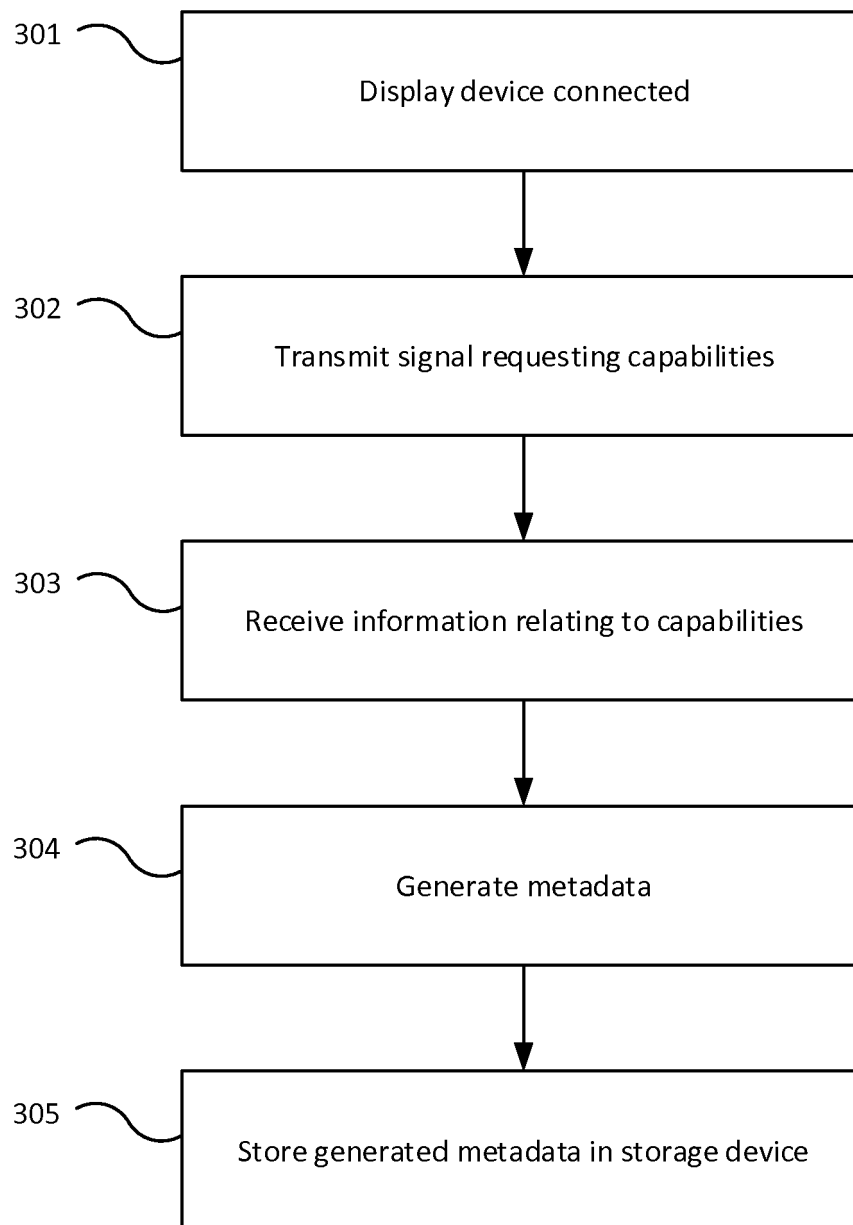 301
Display device connected
302
Transmit signal requesting capabilities
303
Receive information relating to capabilities
304
Generate metadata
305
Store generated metadata in storage device